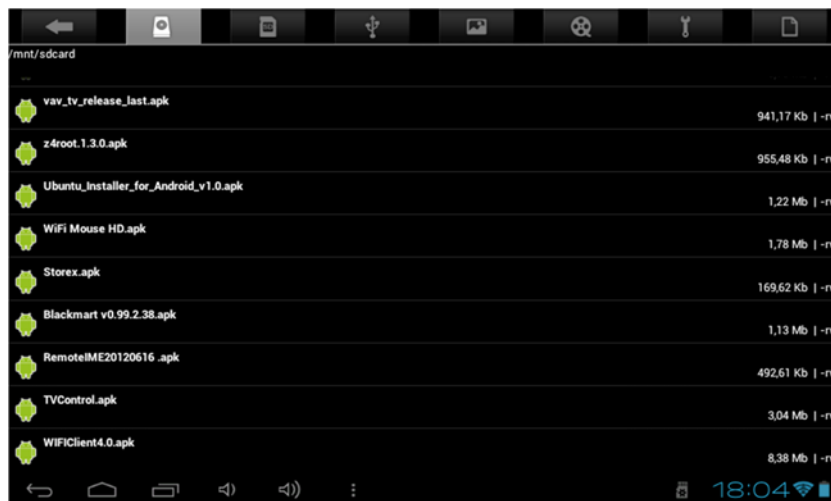 /mnt/sdcard
vav_tv_release_last.apk
941,17 Kb | -r
z4root.1.3.0.apk
955,48 Kb | -r
Ubuntu_Installer_for_Android_v1.0.apk
1,22 Mb | -r
WiFi Mouse HD.apk
1,78 Mb | -r
Storex.apk
169,62 Kb | -r
Blackmart v0.99.2.38.apk
1,13 Mb | -r
RemoteIME20120616 .apk
492,61 Kb | -r
TVControl.apk
3,04 Mb | -r
WIFIClient4.0.apk
8,38 Mb | -r
18:04